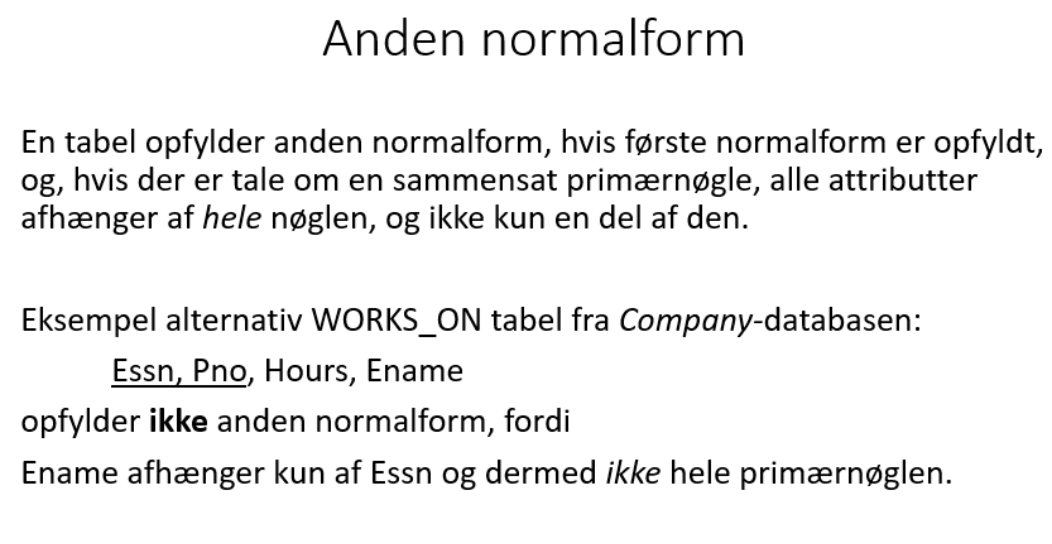 Anden normalform
En tabel opfylder anden normalform, hvis første normalform er opfyldt,
og, hvis der er tale om en sammensat primærnøgle, alle attributter
afhænger af hele nøglen, og ikke kun en del af den.
Eksempel alternativ WORKS_ON tabel fra Company-databasen:
Essn, Pno, Hours, Ename
opfylder ikke anden normalform, fordi
Ename afhænger kun af Essn og dermed ikke hele primærnøglen.